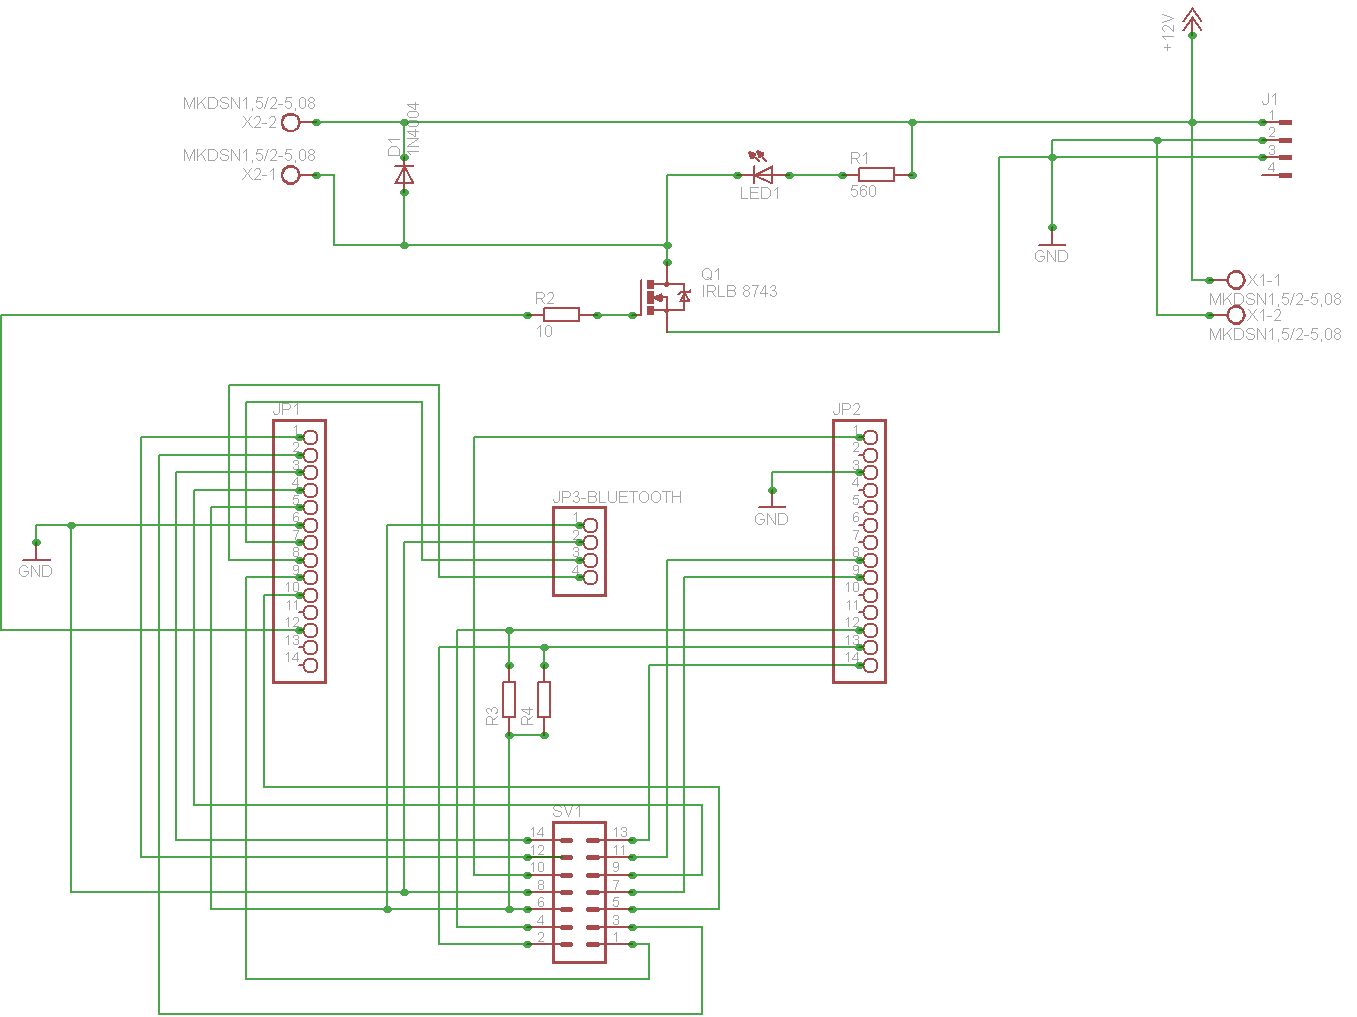 +12V
MKDSN1,5/2-5,08
X2-2
MKDSN1,5/2-5,08
X2-1
D1
1N4004
J1
1
2
3
4
LED1
R1
560
GND
X1-1
MKDSN1,5/2-5,08
X1-2
MKDSN1,5/2-5,08
Q1
IRLB 8743
R2
10
JP1
1
2
3
4
5
6
7
8
9
10
11
12
13
14
GND
JP3-BLUETOOTH
1
2
3
4
JP2
1
2
3
4
5
6
7
8
9
10
11
12
13
14
GND
R3
R4
SV1
14 13
12 11
10 9
8 7
6 5
4 3
2 1